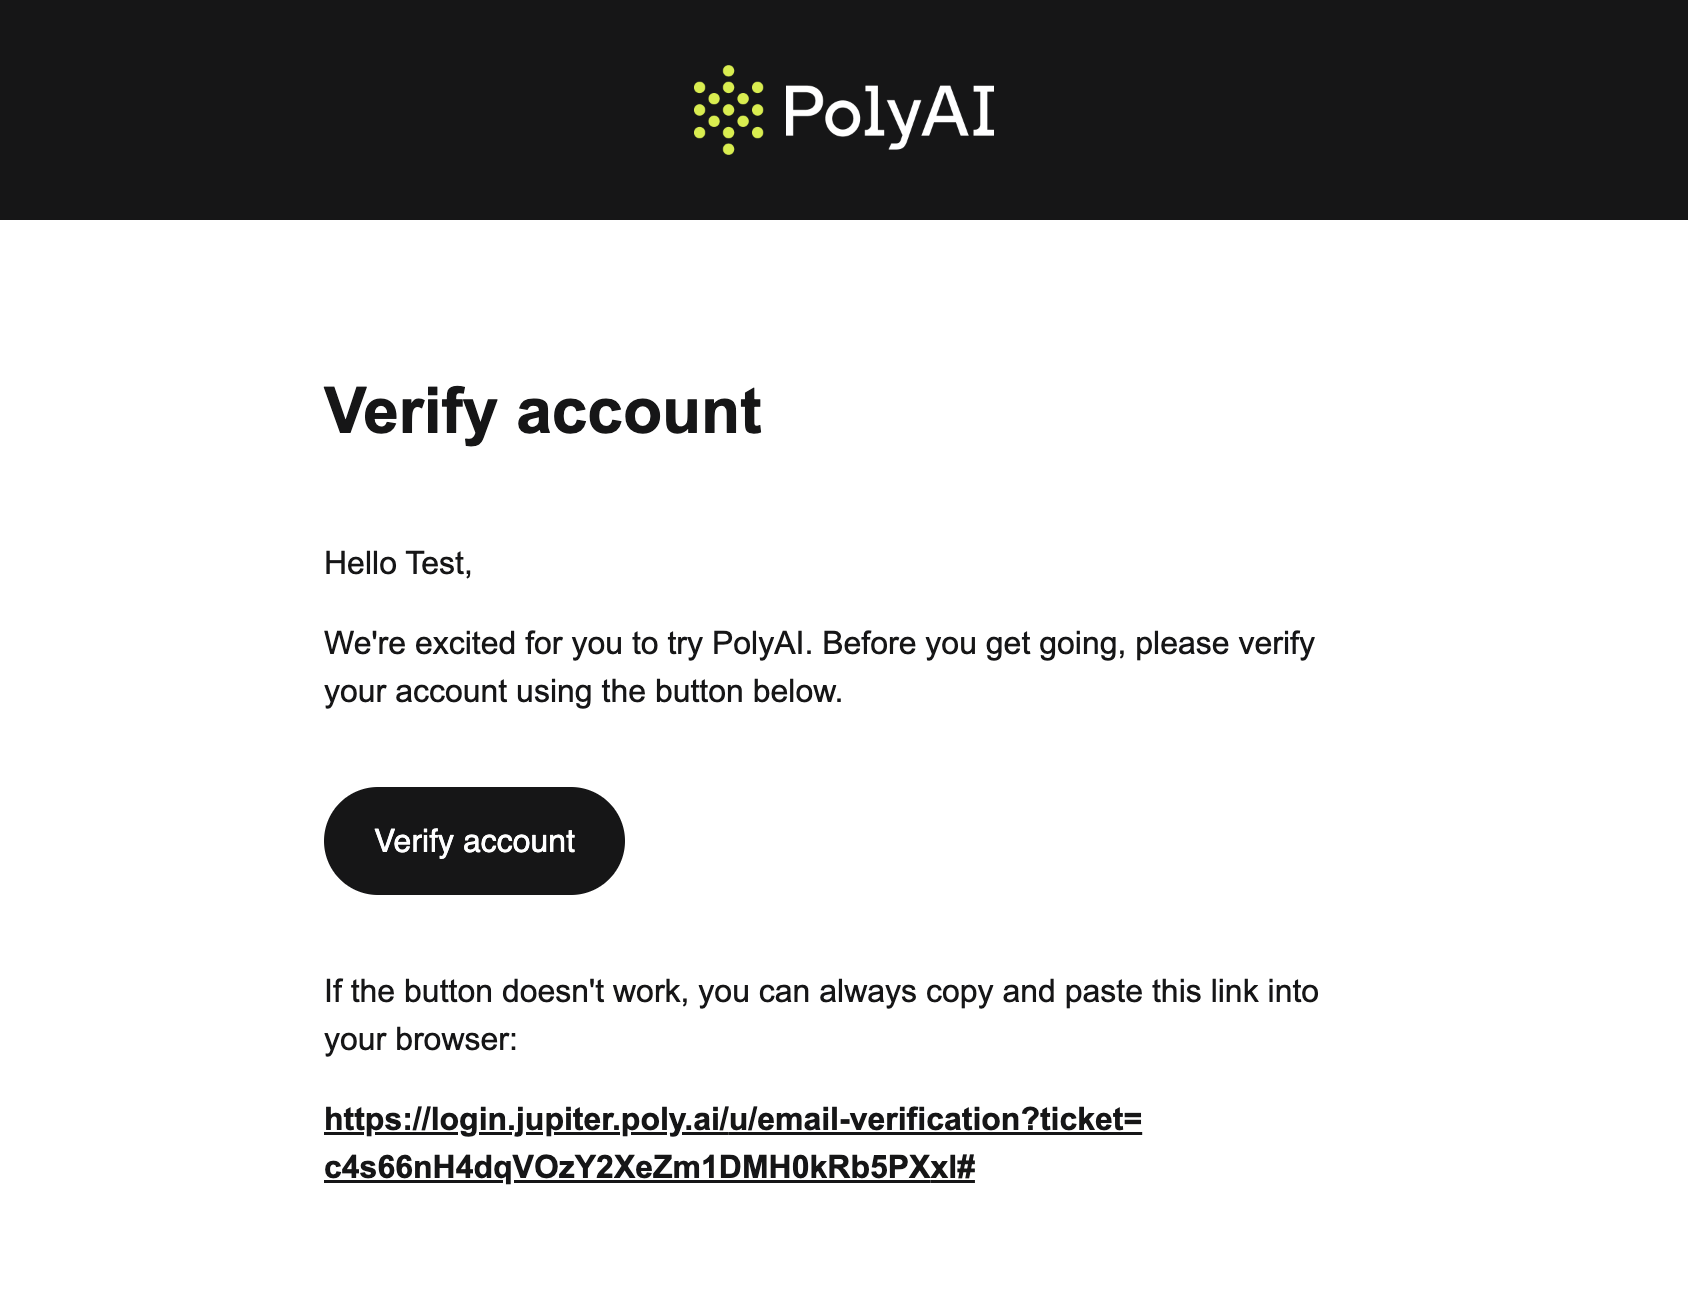 PolyAI
Verify account
Hello Test,
We're excited for you to try PolyAI. Before you get going, please verify
your account using the button below.
Verify account
If the button doesn't work, you can always copy and paste this link into
your browser:
https://login.jupiter.poly.ai/u/email-verification?ticket=
c4s66nH4dqVOzY2XeZm1DMH0kRb5PXxl#